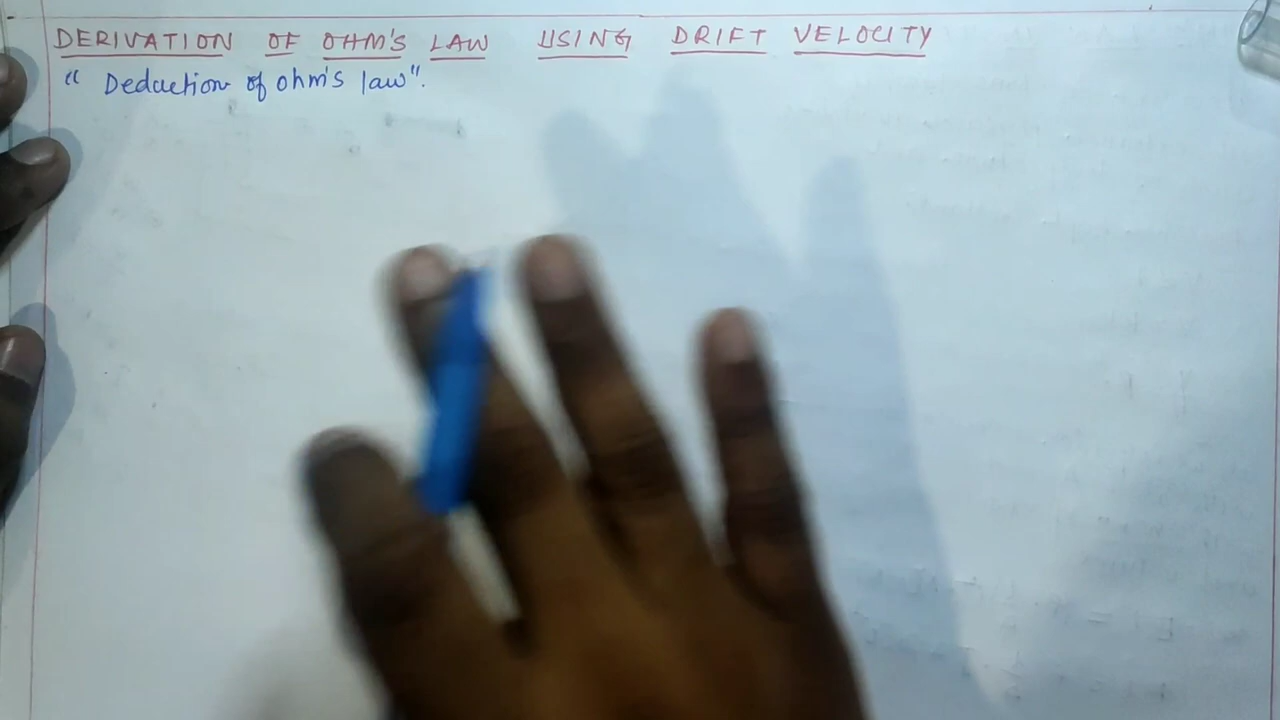 DERIVATION OF OHM'S LAW USING DRIFT VELOCITY
" Deduction of ohm's law".